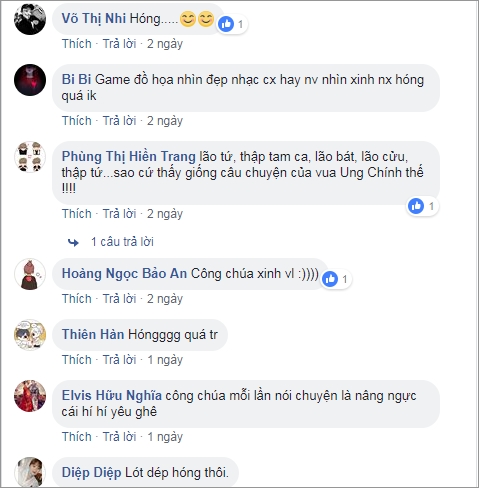 Võ Thị Nhi Hóng.....😊😊 1
Thích · Trả lời · 2 ngày
Bi Bi Game đồ họa nhìn đẹp nhạc cx hay nv nhìn xinh nx hóng
quá ik
Thích · Trả lời · 2 ngày
Phùng Thị Hiền Trang lão tứ, thập tam ca, lão bát, lão cửu,
thập tứ...sao cứ thấy giống câu chuyện của vua Ung Chính thế
!!!!
1
Thích · Trả lời · 2 ngày
1 câu trả lời
Hoàng Ngọc Bảo An Công chúa xinh vl :)))) 1
Thích · Trả lời · 2 ngày
Thiên Hàn Hóngggg quá tr
Thích · Trả lời · 1 ngày
Elvis Hữu Nghĩa công chúa mỗi lần nói chuyện là nâng ngực
cái hí hí yêu ghê
Thích · Trả lời · 1 ngày
Diệp Diệp Lót dép hóng thôi.